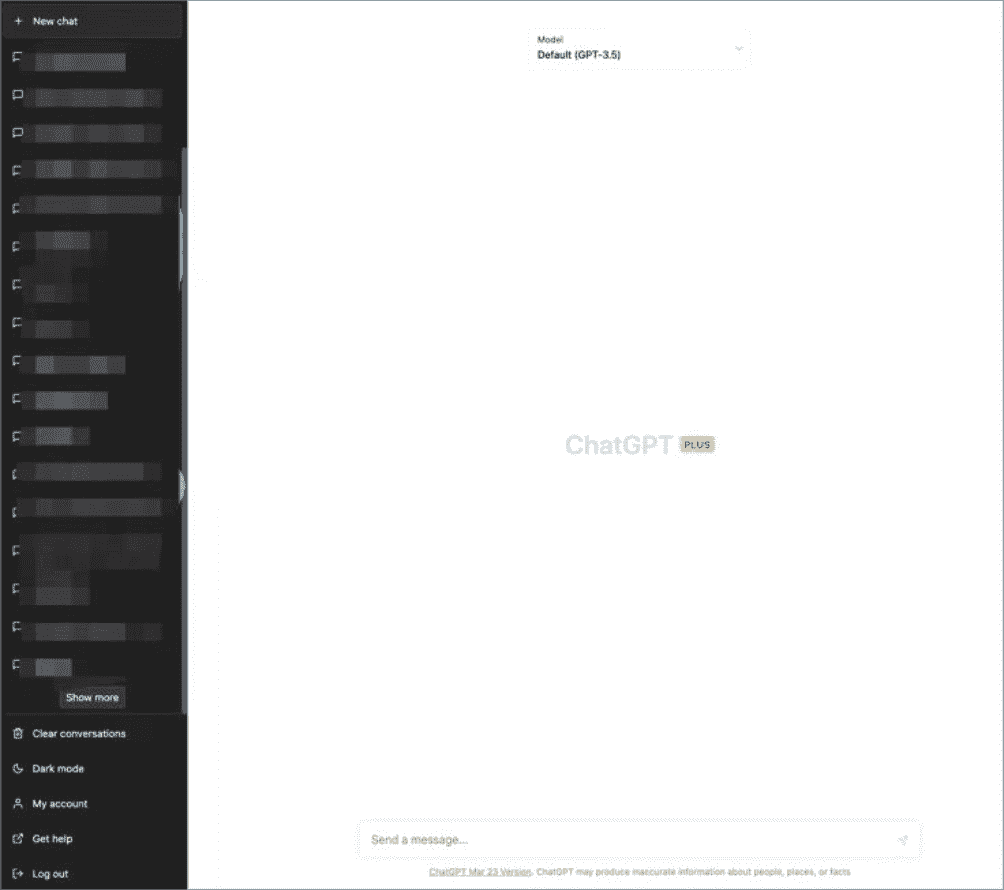 New chat
Show more
Clear conversations
Dark mode
My account
Get help
Log out
Model
Default (GPT-3.5)
ChatGPT PLUS
Send a message...
ChatGPT Mar 23 Version. ChatGPT may produce inaccurate information about people, places, or facts